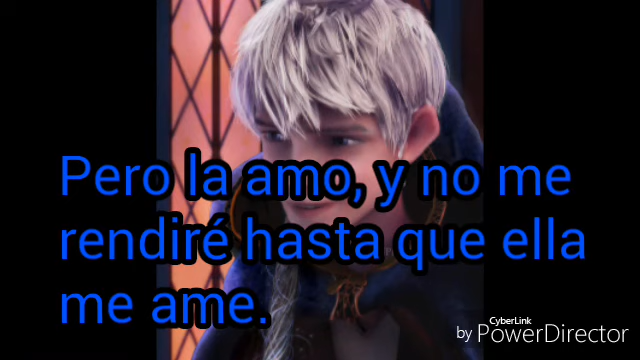 Pero la amo, y no me
rendiré hasta que ella
me ame.
CyberLink
by PowerDirector